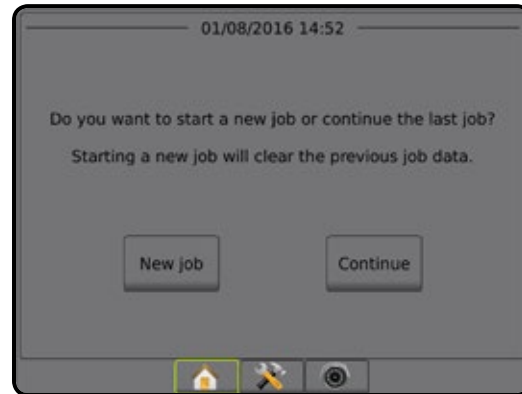 01/08/2016 14:52
Do you want to start a new job or continue the last job?
Starting a new job will clear the previous job data.
New job
Continue